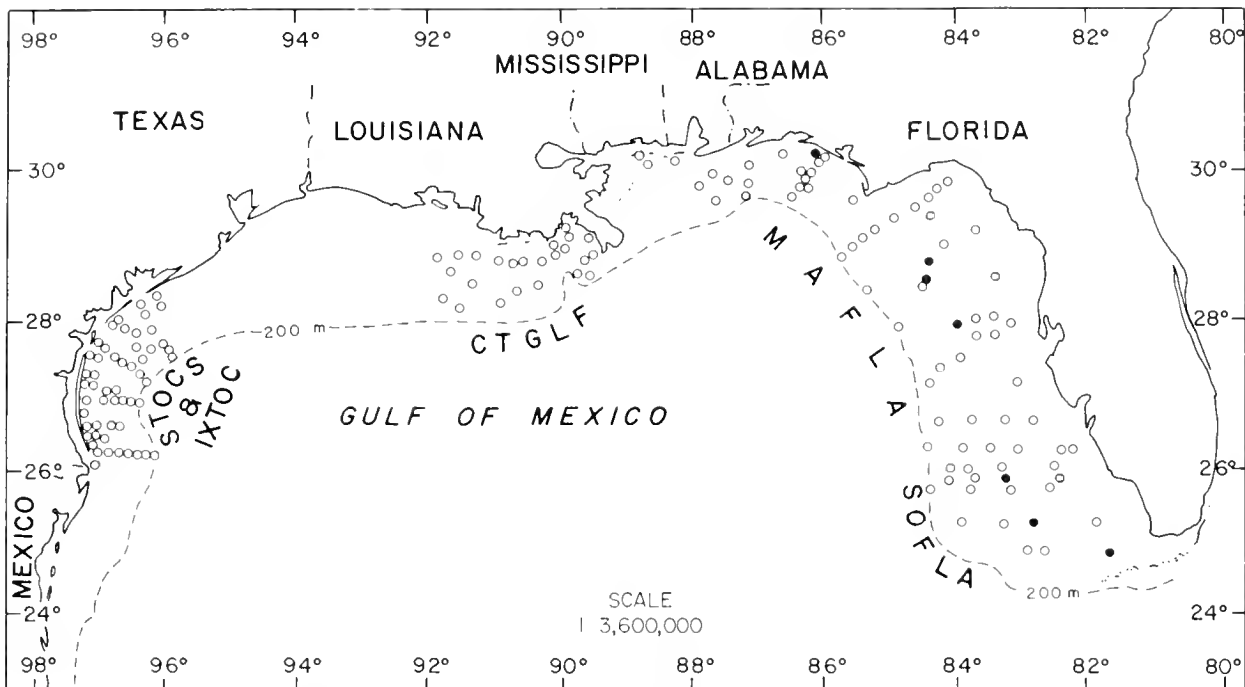 98° 96° 94° 92° 90° 88° 86° 84° 82° 80°
MISSISSIPPI ALABAMA
TEXAS LOUISIANA FLORIDA
30° 30°
MAFLA
28° 200 m 28°
CTGLF
STOCS
&
IXTOC
GULF OF MEXICO
26° 26°
SOFLA
MEXICO
200 m
SCALE
1 3,600,000
24° 24°
98° 96° 94° 92° 90° 88° 86° 84° 82° 80°